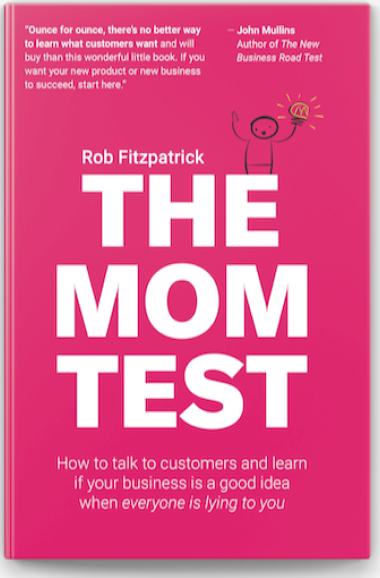 "Ounce for ounce, there's no better way
to learn what customers want and will
buy than this wonderful little book. If you
want your new product or new business
to succeed, start here."
— John Mullins
Author of The New
Business Road Test
Rob Fitzpatrick
THE
MOM
TEST
How to talk to customers and learn
if your business is a good idea
when everyone is lying to you